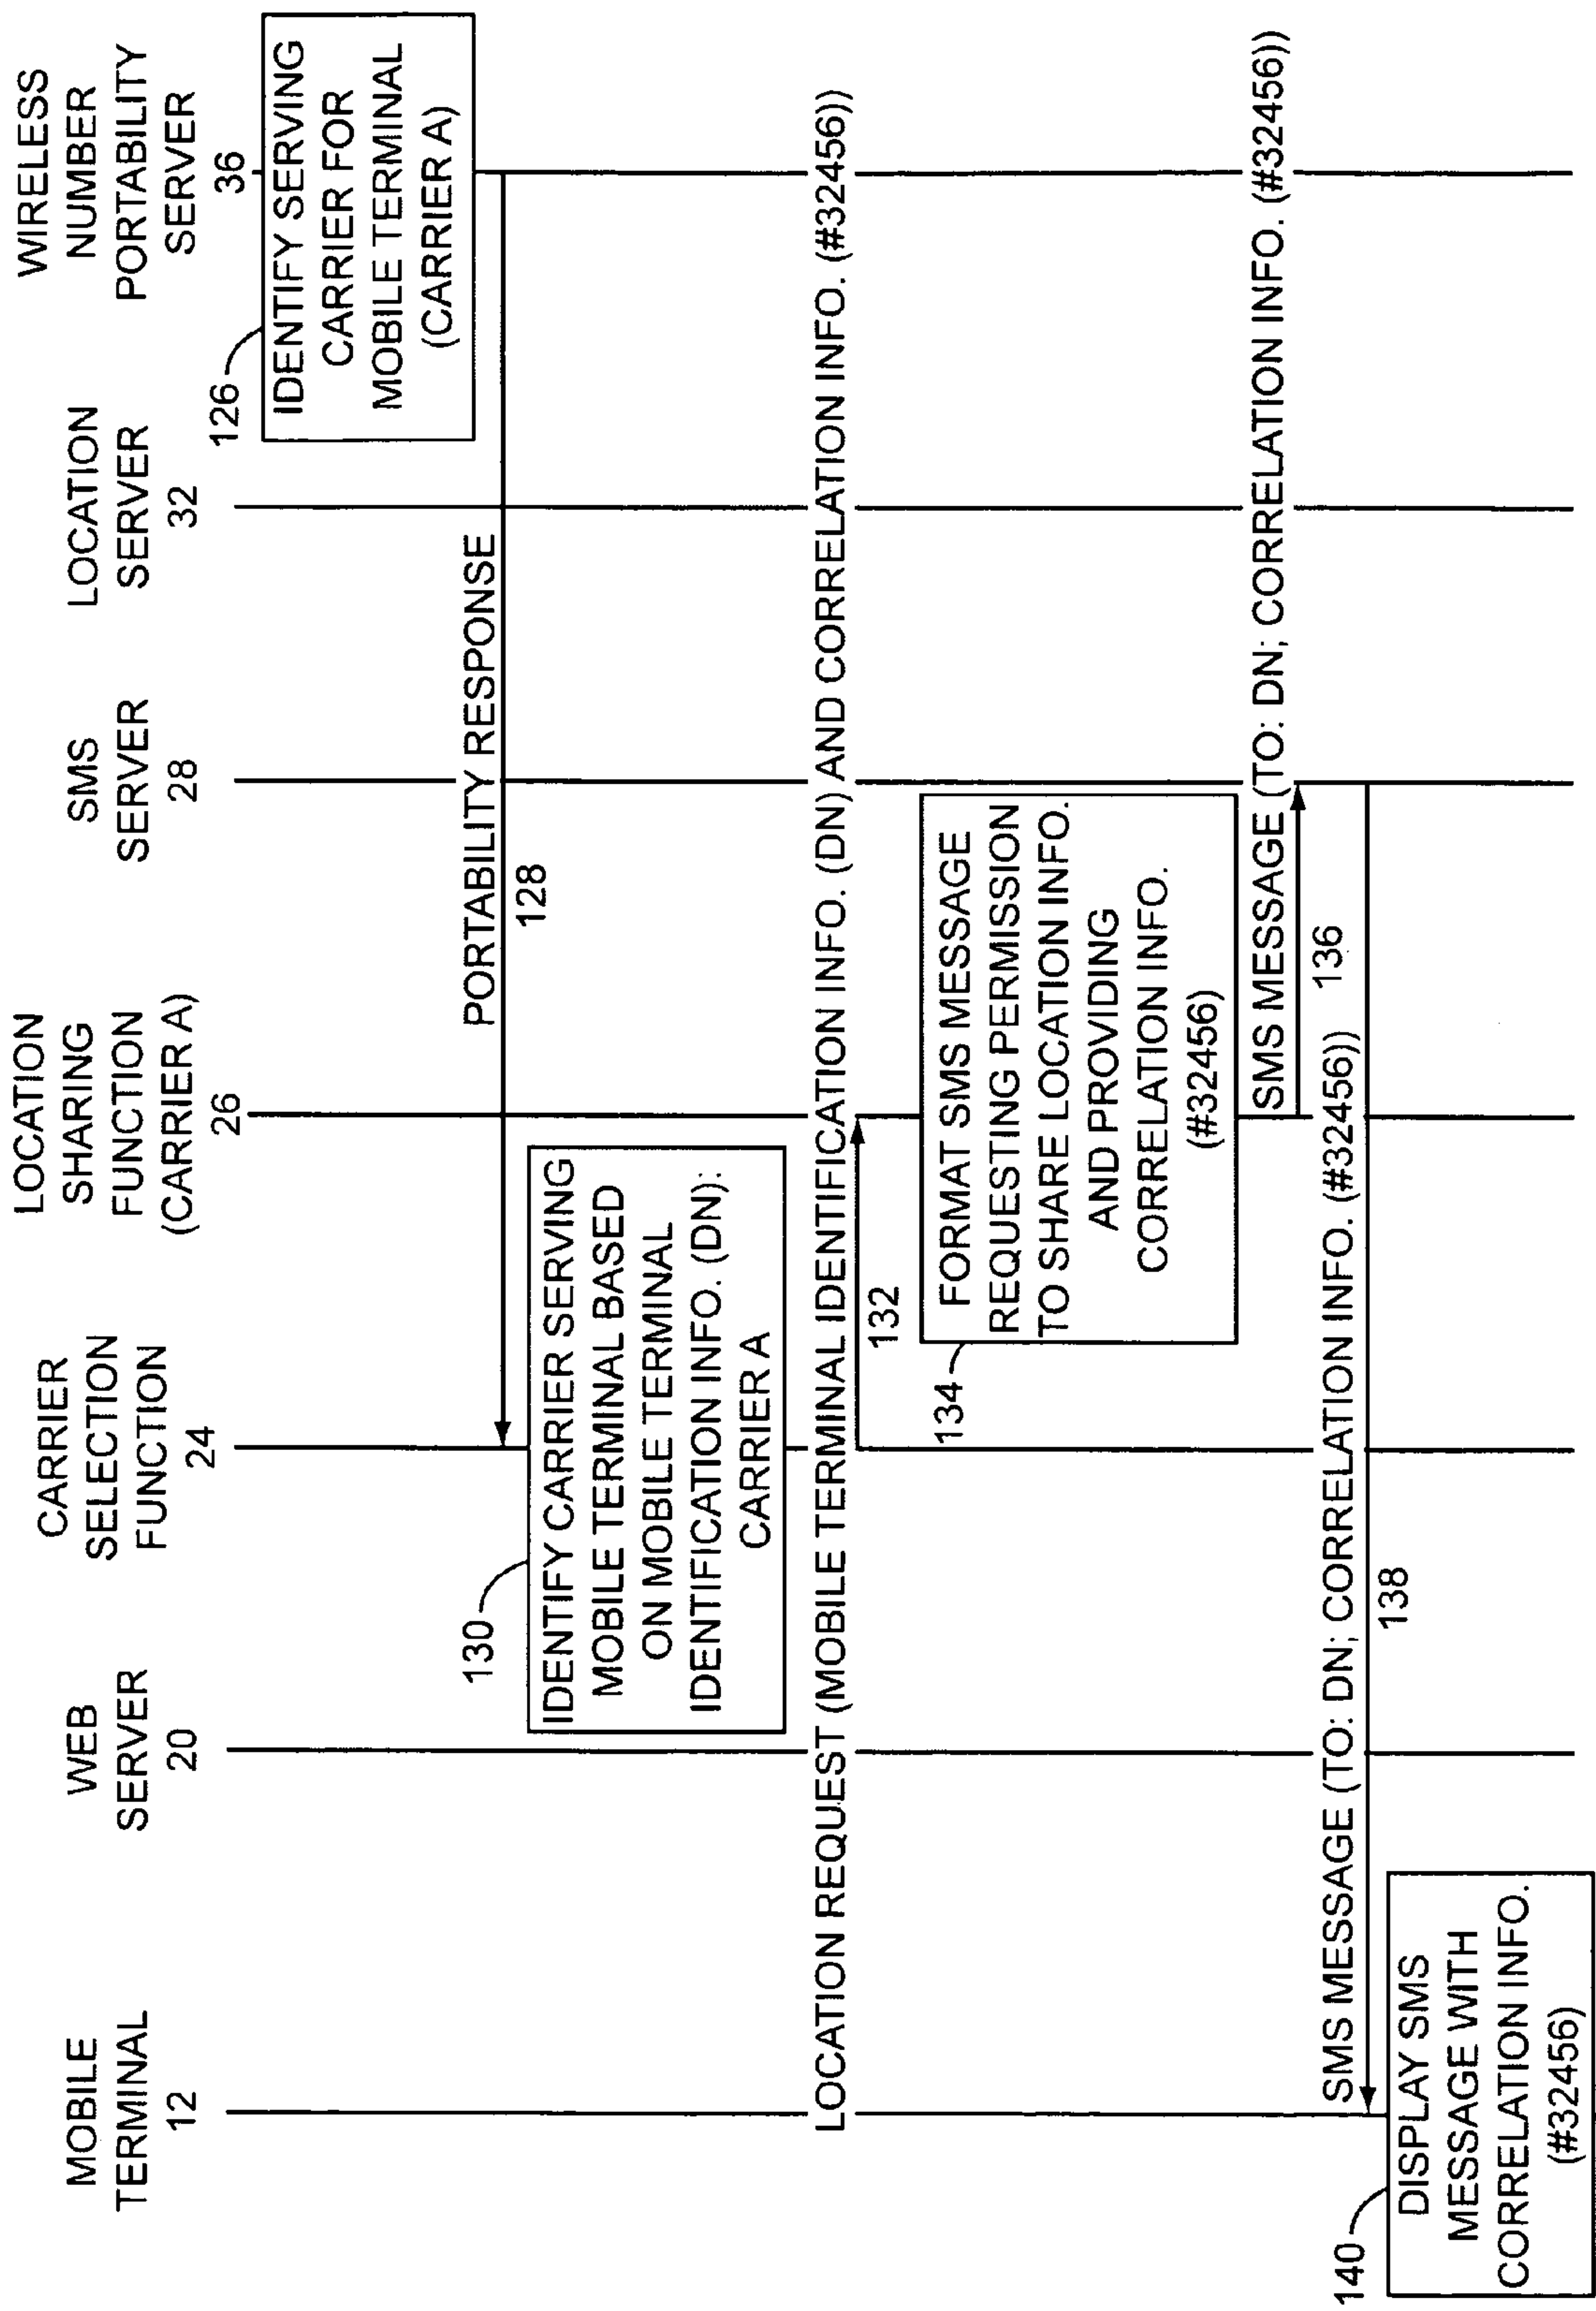 MOBILE
TERMINAL
12
WEB
SERVER
20
CARRIER
SELECTION
FUNCTION
24
LOCATION
SHARING
FUNCTION
(CARRIER A)
26
SMS
SERVER
28
LOCATION
SERVER
32
WIRELESS
NUMBER
PORTABILITY
SERVER
36
126
IDENTIFY SERVING
CARRIER FOR
MOBILE TERMINAL
(CARRIER A)
PORTABILITY RESPONSE
128
130
IDENTIFY CARRIER SERVING
MOBILE TERMINAL BASED
ON MOBILE TERMINAL
IDENTIFICATION INFO. (DN):
CARRIER A
LOCATION REQUEST (MOBILE TERMINAL IDENTIFICATION INFO. (DN) AND CORRELATION INFO. (#32456))
132
134
FORMAT SMS MESSAGE
REQUESTING PERMISSION
TO SHARE LOCATION INFO.
AND PROVIDING
CORRELATION INFO.
(#32456)
SMS MESSAGE (TO: DN; CORRELATION INFO. (#32456))
136
SMS MESSAGE (TO: DN; CORRELATION INFO. (#32456))
138
140
DISPLAY SMS
MESSAGE WITH
CORRELATION INFO.
(#32456)